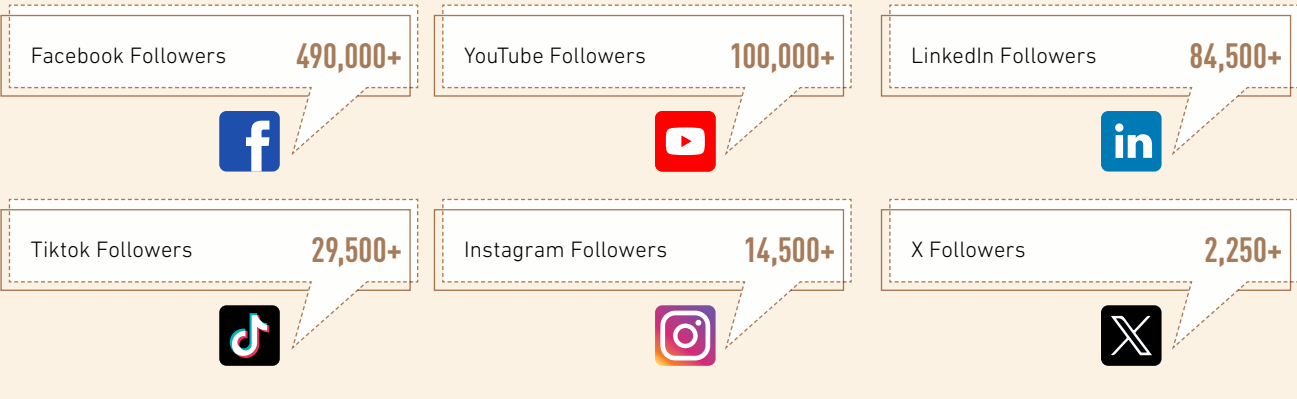 Facebook Followers 490,000+
YouTube Followers 100,000+
LinkedIn Followers 84,500+
in
Tiktok Followers 29,500+
Instagram Followers 14,500+
X Followers 2,250+